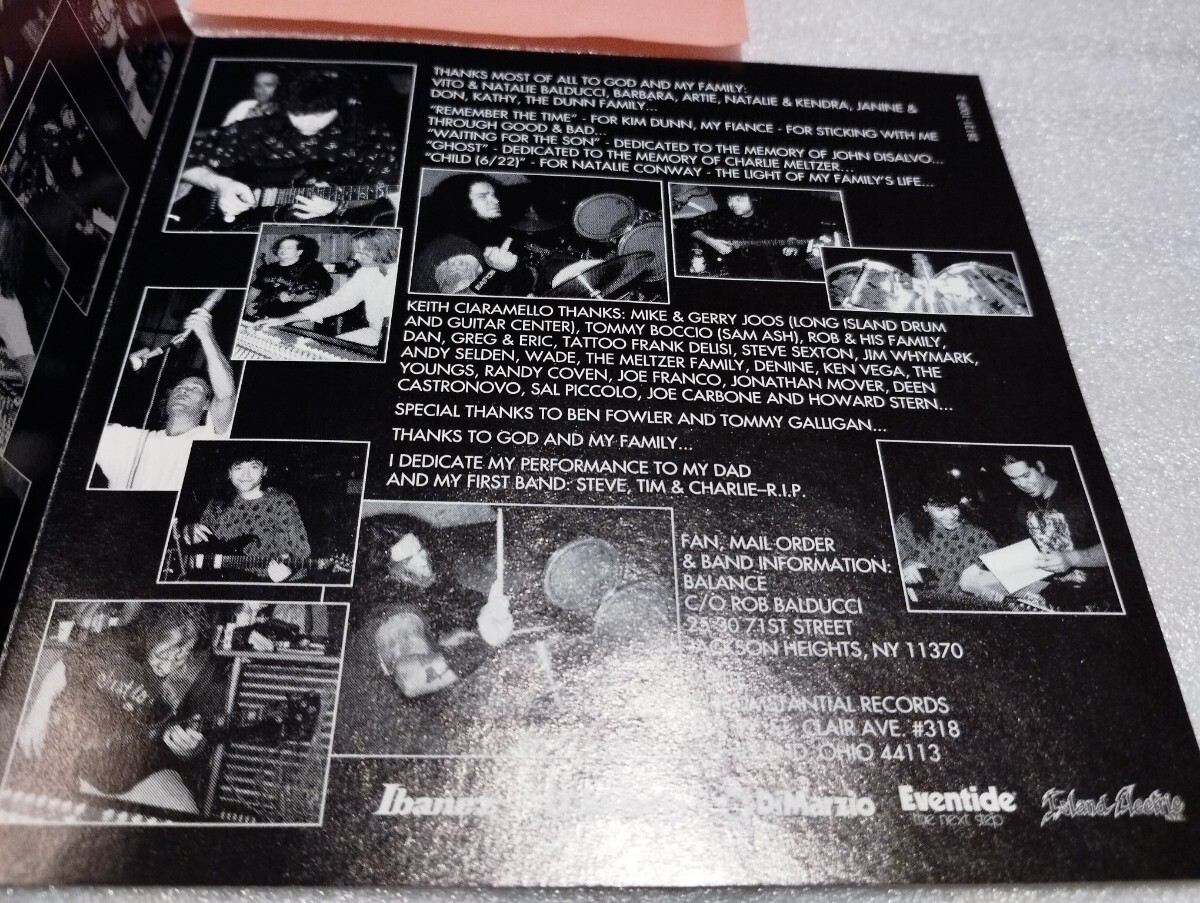 THANKS MOST OF ALL TO GOD AND MY FAMILY:
VITO & NATALIE BALDUCCI, BARBARA, ARTIE, NATALIE & KENDRA, JANINE &
DON, KATHY, THE DUNN FAMILY...
"REMEMBER THE TIME" - FOR KIM DUNN, MY FIANCE - FOR STICKING WITH ME
THROUGH GOOD & BAD...
"WAITING FOR THE SON" - DEDICATED TO THE MEMORY OF JOHN DISALVO...
"GHOST" - DEDICATED TO THE MEMORY OF CHARLIE MELTZER...
"CHILD (6/22)" - FOR NATALIE CONWAY - THE LIGHT OF MY FAMILY'S LIFE...
KEITH CIARAMELLO THANKS: MIKE & GERRY JOOS (LONG ISLAND DRUM
AND GUITAR CENTER), TOMMY BOCCIO (SAM ASH), ROB & HIS FAMILY,
DAN, GREG & ERIC, TATTOO FRANK DELISI, STEVE SEXTON, JIM WHYMARK,
ANDY SELDEN, WADE, THE MELTZER FAMILY, DENINE, KEN VEGA, THE
YOUNGS, RANDY COVEN, JOE FRANCO, JONATHAN MOVER, DEEN
CASTRONOVO, SAL PICCOLO, JOE CARBONE AND HOWARD STERN...
SPECIAL THANKS TO BEN FOWLER AND TOMMY GALLIGAN...
THANKS TO GOD AND MY FAMILY...
I DEDICATE MY PERFORMANCE TO MY DAD
AND MY FIRST BAND: STEVE, TIM & CHARLIE–R.I.P.
FAN, MAIL ORDER
& BAND INFORMATION:
BALANCE
C/O ROB BALDUCCI
25-30 71ST STREET
JACKSON HEIGHTS, NY 11370
RECORDS
CLAIR AVE. #318
OHIO 44113
Ibanez
DiMarzio
Eventide
the next step
Island Electric